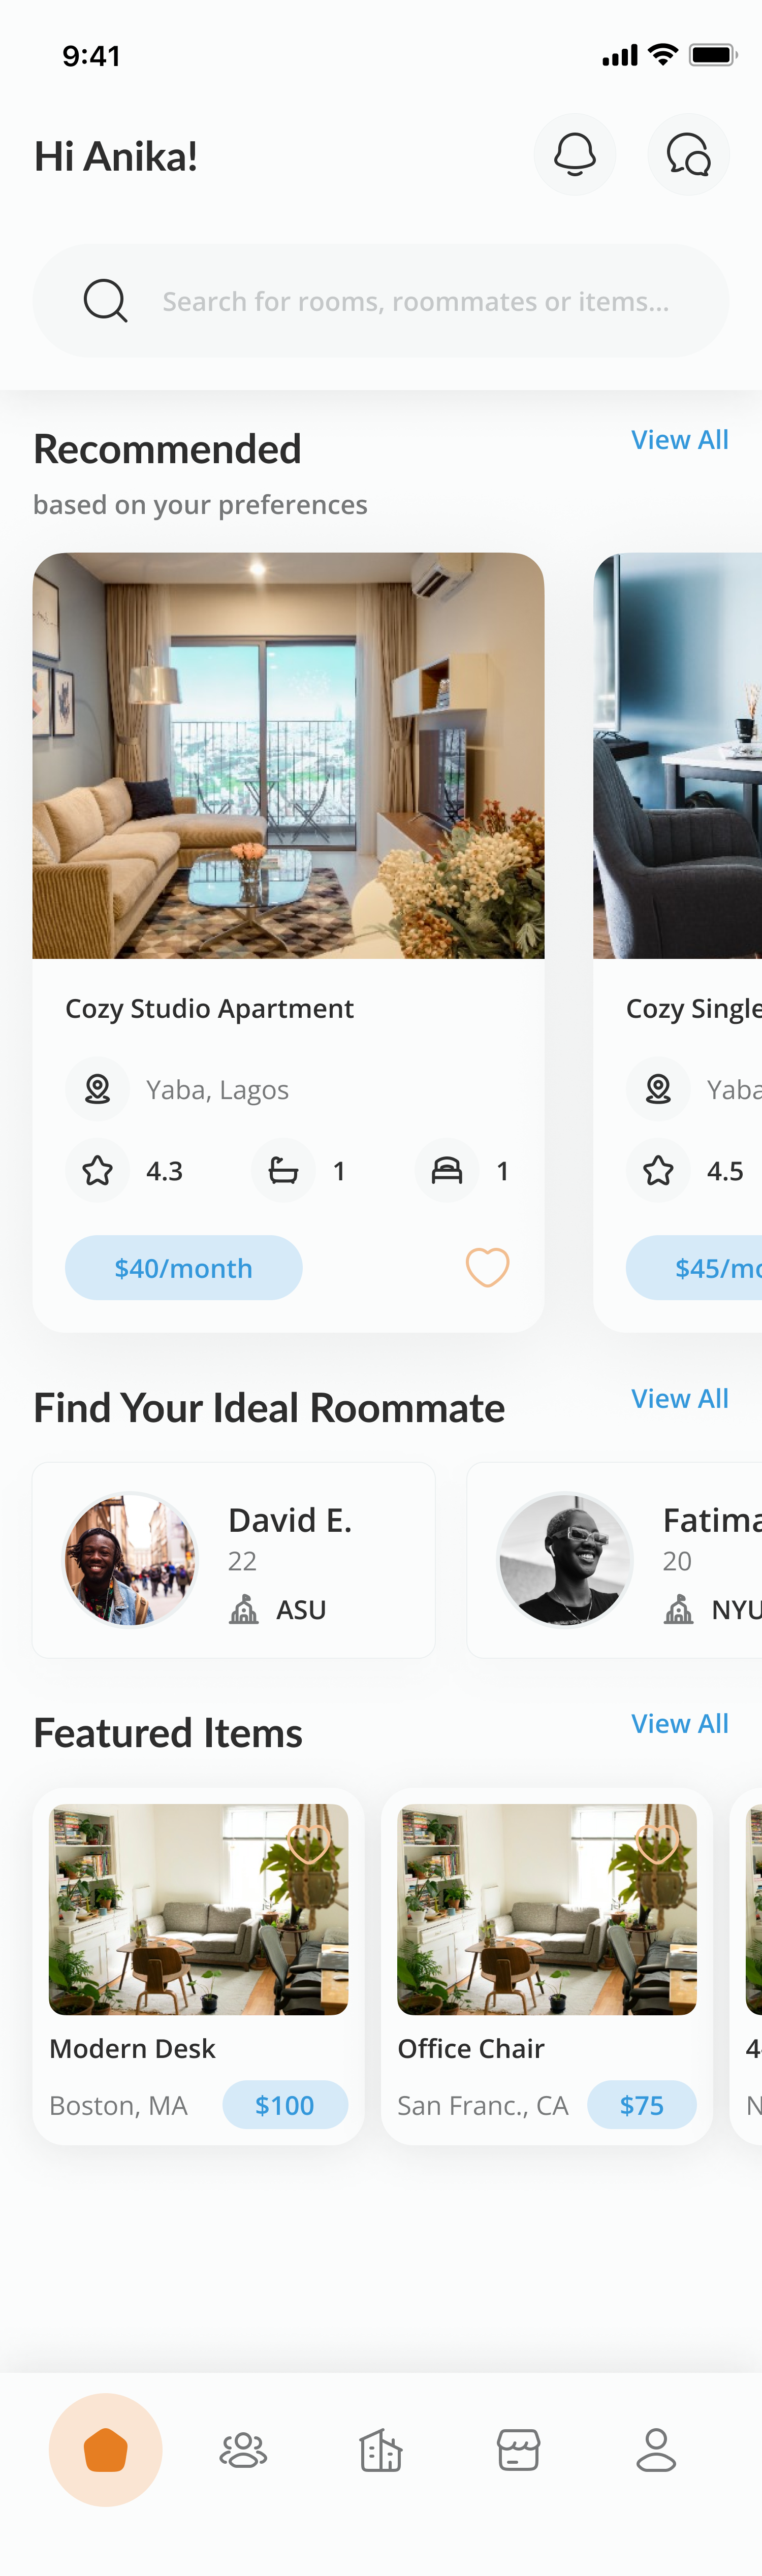 9:41
Hi Anika!
Search for rooms, roommates or items...
Recommended
View All
based on your preferences
Cozy Studio Apartment
Cozy Single
Yaba, Lagos
Yaba
4.3
1
1
4.5
$40/month
$45/mo
Find Your Ideal Roommate
View All
David E.
22
ASU
Fatima
20
NYU
Featured Items
View All
Modern Desk
Office Chair
4
Boston, MA
$100
San Franc., CA
$75
N